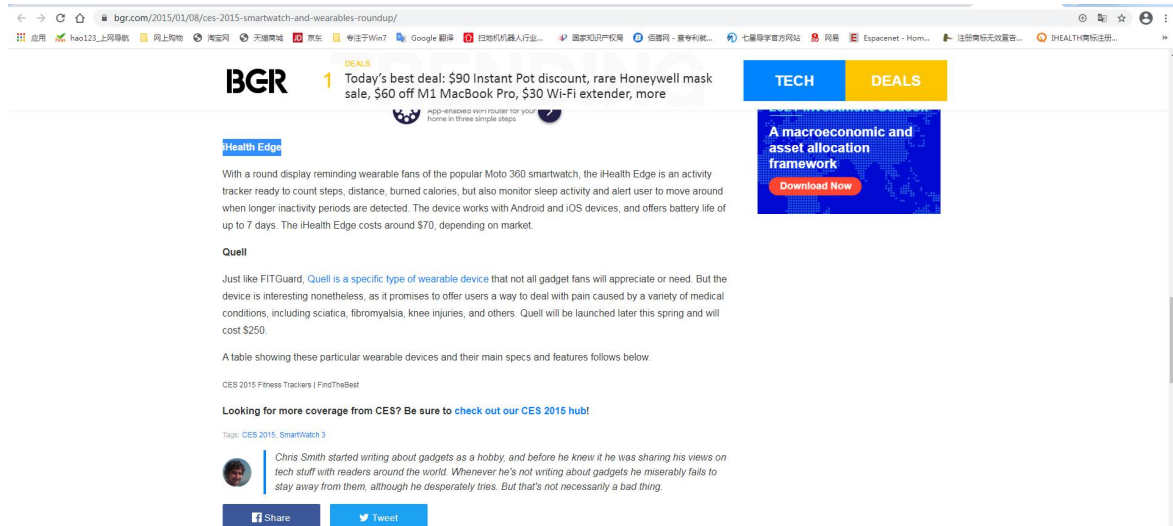 bgr.com/2015/01/08/ces-2015-smartwatch-and-wearables-roundup/
应用 hao123_上网导航 网上购物 淘宝网 天猫商城 JD 京东 专注于Win7 Google 翻译 扫地机机器人行业... 国家知识产权局 佰腾网 - 查专利就... 七星导学官方网站 网易 E Espacenet - Hom... 注册商标无效宣告... IHEALTH商标注册... »
TRENDING
BGR
1
DEALS
Today's best deal: $90 Instant Pot discount, rare Honeywell mask
sale, $60 off M1 MacBook Pro, $30 Wi-Fi extender, more
TECH
DEALS
App-enabled WiFi router for your
home in three simple steps
A macroeconomic and
asset allocation
framework
Download Now
iHealth Edge
With a round display reminding wearable fans of the popular Moto 360 smartwatch, the iHealth Edge is an activity
tracker ready to count steps, distance, burned calories, but also monitor sleep activity and alert user to move around
when longer inactivity periods are detected. The device works with Android and iOS devices, and offers battery life of
up to 7 days. The iHealth Edge costs around $70, depending on market.
Quell
Just like FITGuard, Quell is a specific type of wearable device that not all gadget fans will appreciate or need. But the
device is interesting nonetheless, as it promises to offer users a way to deal with pain caused by a variety of medical
conditions, including sciatica, fibromyalsia, knee injuries, and others. Quell will be launched later this spring and will
cost $250.
A table showing these particular wearable devices and their main specs and features follows below.
CES 2015 Fitness Trackers | FindTheBest
Looking for more coverage from CES? Be sure to check out our CES 2015 hub!
Tags: CES 2015, SmartWatch 3
Chris Smith started writing about gadgets as a hobby, and before he knew it he was sharing his views on
tech stuff with readers around the world. Whenever he's not writing about gadgets he miserably fails to
stay away from them, although he desperately tries. But that's not necessarily a bad thing.
Share
Tweet